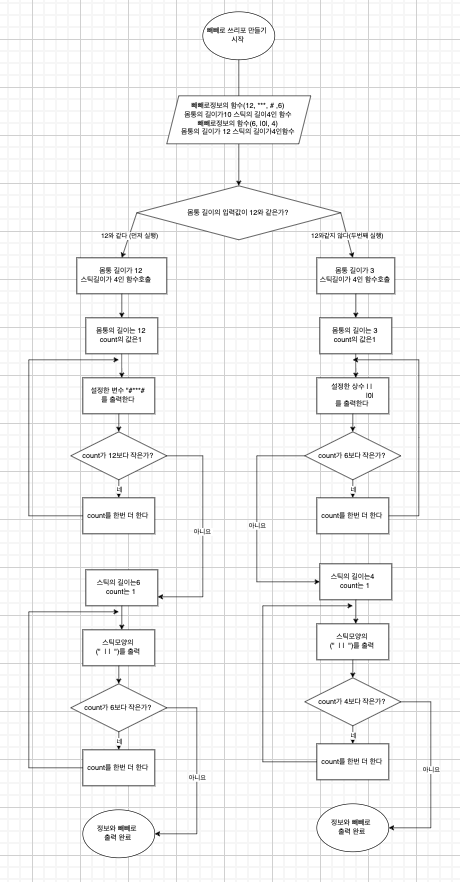 빼빼로 쓰리포 만들기
시작
빼빼로정보의 함수(12, ***, # ,6)
몸통의 길이가10 스틱의 길이4인 함수
빼빼로정보의 함수(6, I0I, 4)
몸통의 길이가 12 스틱의 길이가4인함수
몸통 길이의 입력값이 12와 같은가?
12와 같다 (먼저 실행)
12와같지 않다(두번째 실행)
몸통 길이가 12
스틱길이가 4인 함수호출
몸통 길이가 3
스틱길이가 4인 함수호출
몸통의 길이는 12
count의 값은1
몸통의 길이는 3
count의 값은1
설정한 변수 "#***#
를 출력한다
설정한 상수 I I
I0I
를 출력한다
count가 12보다 작은가?
count가 6보다 작은가?
네
네
count를 한번 더 한다
count를 한번 더 한다
아니요
아니요
스틱의 길이는6
count는 1
스틱의 길이는4
count는 1
스틱모양의
(" I I ")를 출력
스틱모양의
(" I I ")를 출력
count가 6보다 작은가?
count가 4보다 작은가?
네
네
count를 한번 더 한다
count를 한번 더 한다
아니요
아니요
정보와 빼빼로
출력 완료
정보와 빼빼로
출력 완료